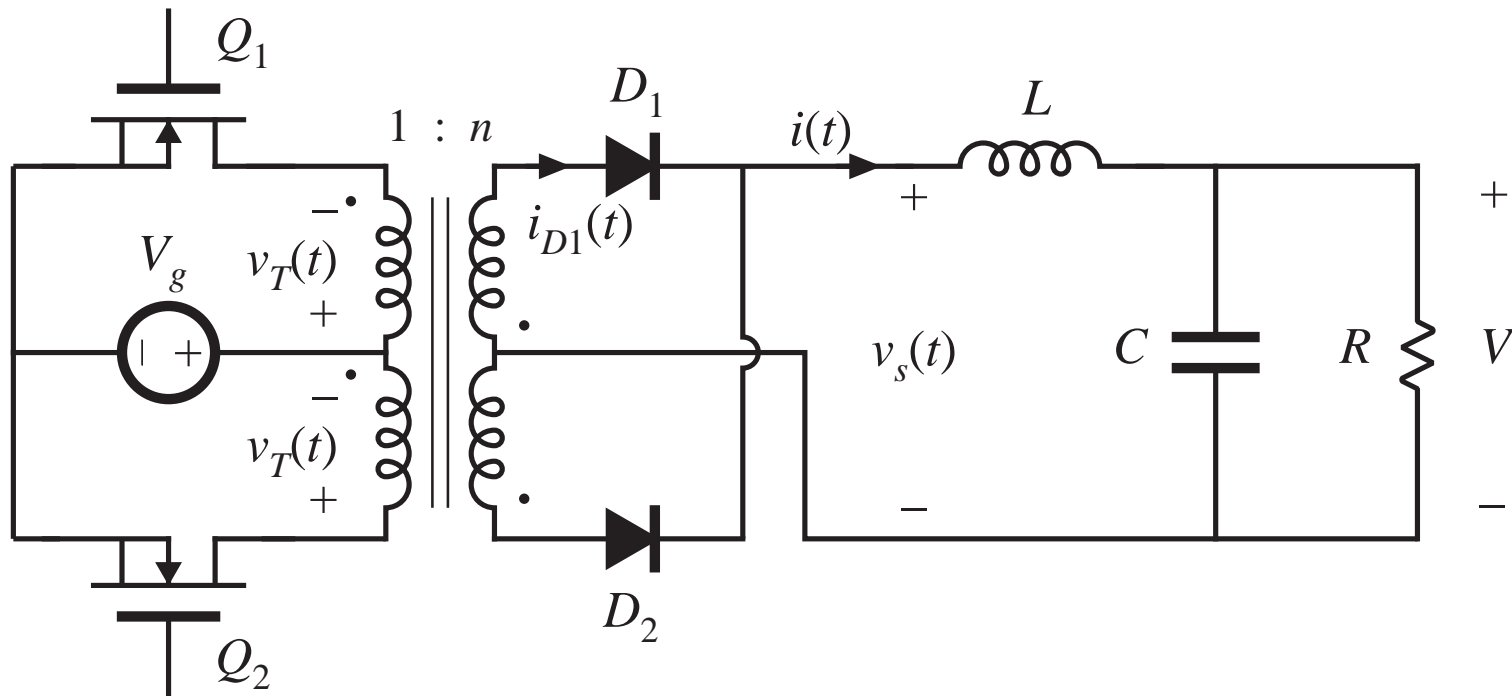 Q1
1 : n
D1
i(t)
L
iD1(t)
− +
Vg
vT(t)
+
−
vT(t)
+
− +
+
vs(t)
−
C
R
+
V
−
D2
Q2